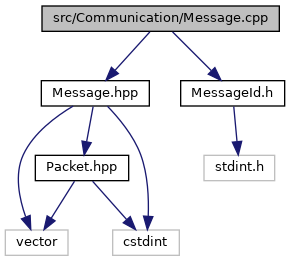 src/Communication/Message.cpp
Message.hpp
MessageId.h
Packet.hpp
stdint.h
vector
cstdint